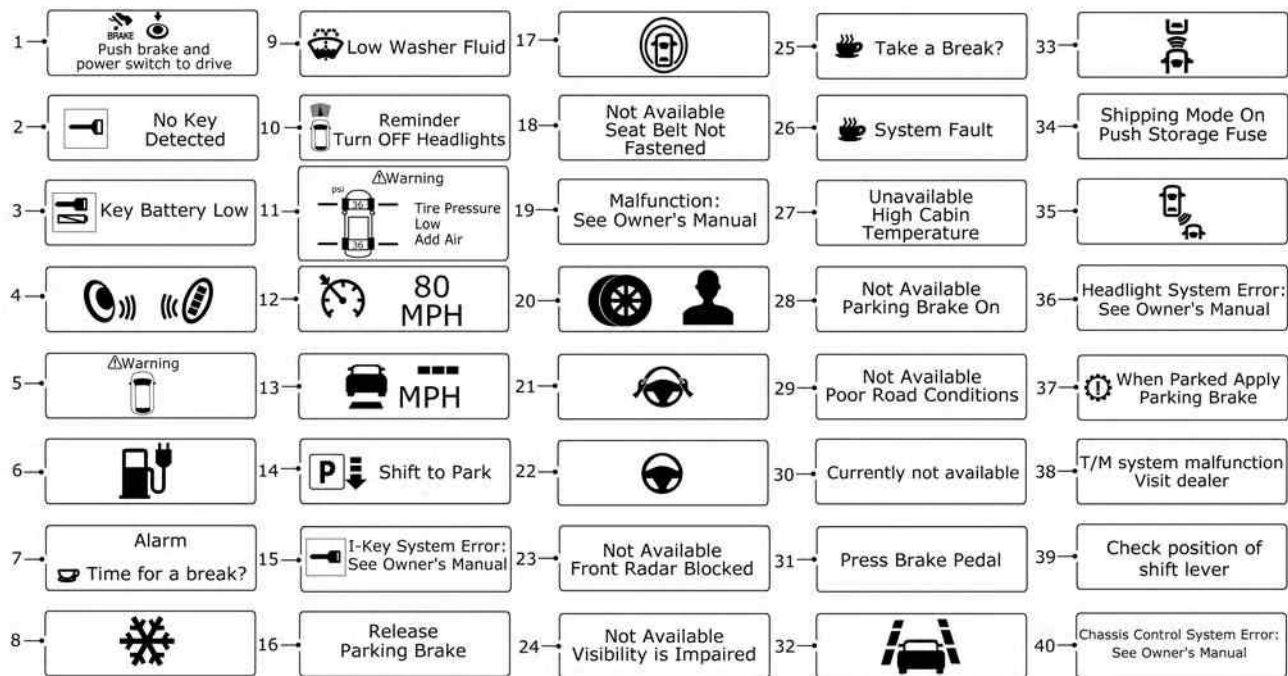 1
BRAKE
Push brake and
power switch to drive
2
No Key
Detected
3
Key Battery Low
4
5
⚠Warning
6
7
Alarm
Time for a break?
8
9
Low Washer Fluid
10
Reminder
Turn OFF Headlights
11
⚠Warning
psi
36
Tire Pressure
Low
Add Air
36
12
80
MPH
13
MPH
14
P
Shift to Park
15
I-Key System Error:
See Owner's Manual
16
Release
Parking Brake
17
18
Not Available
Seat Belt Not
Fastened
19
Malfunction:
See Owner's Manual
20
21
22
23
Not Available
Front Radar Blocked
24
Not Available
Visibility is Impaired
25
Take a Break?
26
System Fault
27
Unavailable
High Cabin
Temperature
28
Not Available
Parking Brake On
29
Not Available
Poor Road Conditions
30
Currently not available
31
Press Brake Pedal
32
33
34
Shipping Mode On
Push Storage Fuse
35
36
Headlight System Error:
See Owner's Manual
37
When Parked Apply
Parking Brake
38
T/M system malfunction
Visit dealer
39
Check position of
shift lever
40
Chassis Control System Error:
See Owner's Manual